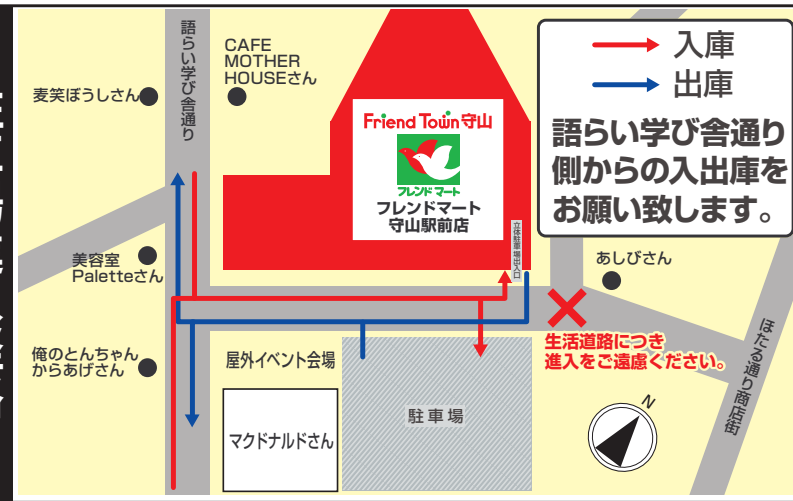 語らい学び舎通り
CAFE
MOTHER
HOUSEさん
麦笑ぼうしさん
入庫
出庫
語らい学び舎通り
側からの入出庫を
お願い致します。
Friend Town守山
フレンドマート
フレンドマート
守山駅前店
立体駐車場出入口
美容室
Paletteさん
あしびさん
生活道路につき
進入をご遠慮ください。
ほたる通り商店街
俺のとんちゃん
からあげさん
屋外イベント会場
駐車場
マクドナルドさん
N